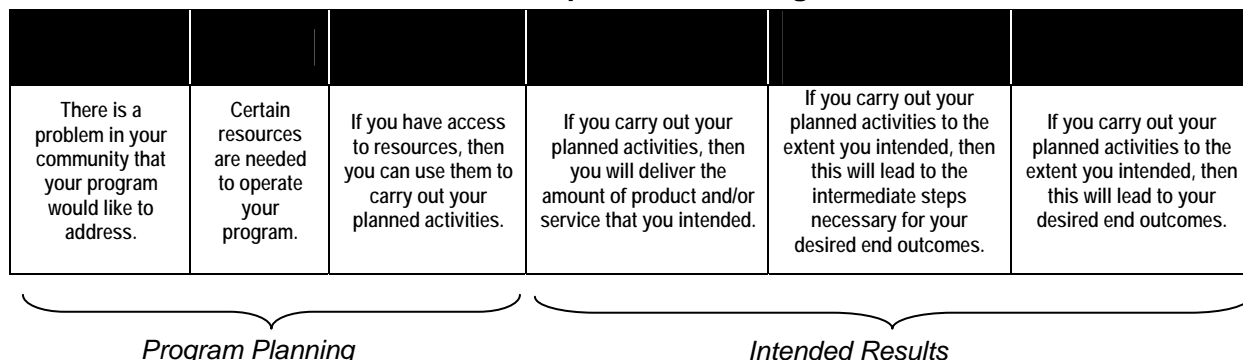 There is a
problem in your
community that
your program
would like to
address.
Certain
resources
are needed
to operate
your
program.
If you have access
to resources, then
you can use them to
carry out your
planned activities.
If you carry out your
planned activities, then
you will deliver the
amount of product and/or
service that you intended.
If you carry out your
planned activities to the
extent you intended, then
this will lead to the
intermediate steps
necessary for your
desired end outcomes.
If you carry out your
planned activities to the
extent you intended, then
this will lead to your
desired end outcomes.
Program Planning
Intended Results